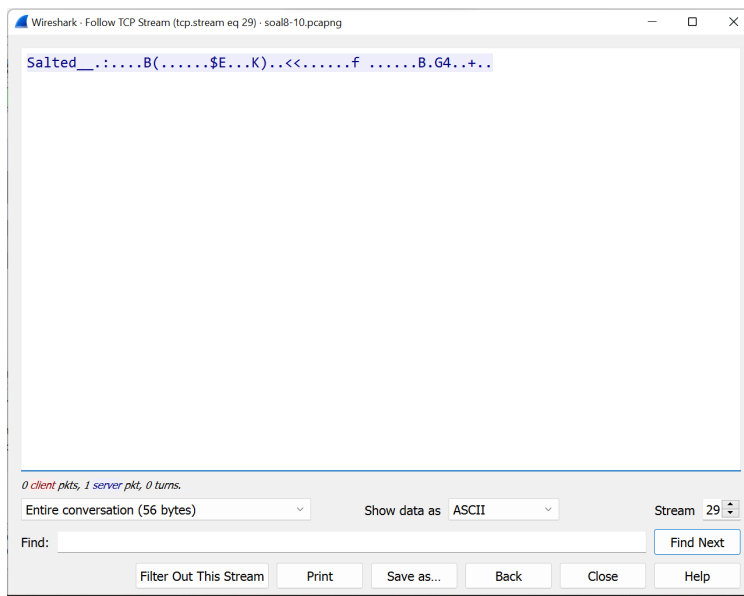 Wireshark · Follow TCP Stream (tcp.stream eq 29) · soal8-10.pcapng
Salted__.:....B(......$E...K)..<<......f ......B.G4..+..
0 client pkts, 1 server pkt, 0 turns.
Entire conversation (56 bytes)
Show data as
ASCII
Stream
29
Find:
Find Next
Filter Out This Stream
Print
Save as...
Back
Close
Help